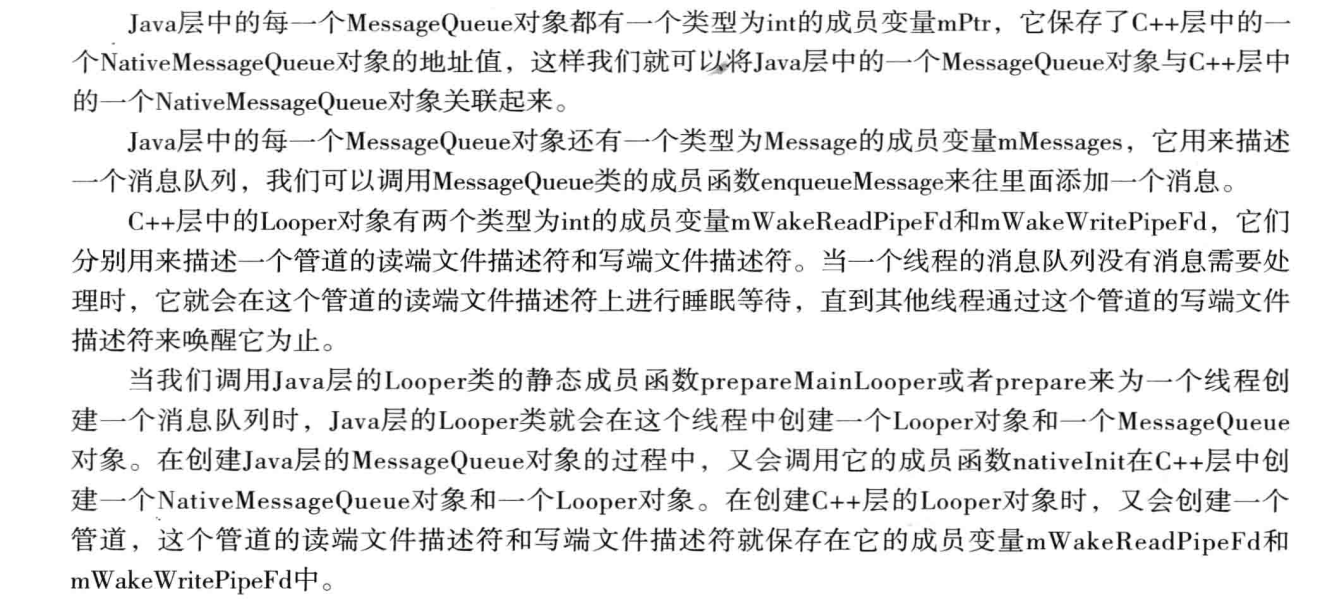 Java层中的每一个MessageQueue对象都有一个类型为int的成员变量mPtr，它保存了C++层中的一
个NativeMessageQueue对象的地址值，这样我们就可以将Java层中的一个MessageQueue对象与C++层中
的一个NativeMessageQueue对象关联起来。
Java层中的每一个MessageQueue对象还有一个类型为Message的成员变量mMessages，它用来描述
一个消息队列，我们可以调用MessageQueue类的成员函数enqueueMessage来往里面添加一个消息。
C++层中的Looper对象有两个类型为int的成员变量mWakeReadPipeFd和mWakeWritePipeFd，它们
分别用来描述一个管道的读端文件描述符和写端文件描述符。当一个线程的消息队列没有消息需要处
理时，它就会在这个管道的读端文件描述符上进行睡眠等待，直到其他线程通过这个管道的写端文件
描述符来唤醒它为止。
当我们调用Java层的Looper类的静态成员函数prepareMainLooper或者prepare来为一个线程创
建一个消息队列时，Java层的Looper类就会在这个线程中创建一个Looper对象和一个MessageQueue
对象。在创建Java层的MessageQueue对象的过程中，又会调用它的成员函数nativeInit在C++层中创
建一个NativeMessageQueue对象和一个Looper对象。在创建C++层的Looper对象时，又会创建一个
管道，这个管道的读端文件描述符和写端文件描述符就保存在它的成员变量mWakeReadPipeFd和
mWakeWritePipeFd中。